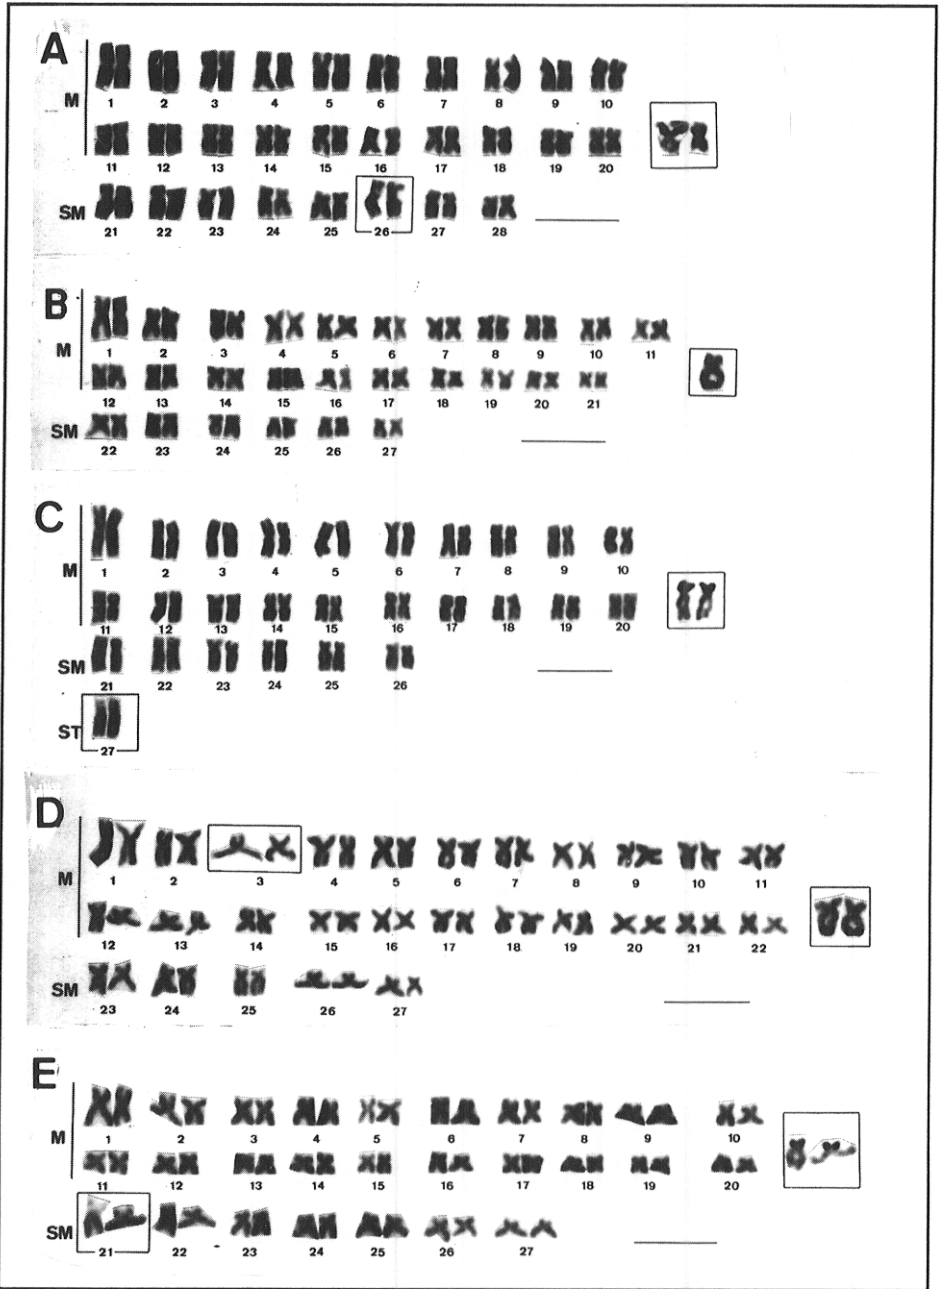 A
M
1 2 3 4 5 6 7 8 9 10
11 12 13 14 15 16 17 18 19 20
SM
21 22 23 24 25 26 27 28
B
M
1 2 3 4 5 6 7 8 9 10 11
12 13 14 15 16 17 18 19 20 21
SM
22 23 24 25 26 27
C
M
1 2 3 4 5 6 7 8 9 10
11 12 13 14 15 16 17 18 19 20
SM
21 22 23 24 25 26
ST
27
D
M
1 2 3 4 5 6 7 8 9 10 11
12 13 14 15 16 17 18 19 20 21 22
SM
23 24 25 26 27
E
M
1 2 3 4 5 6 7 8 9 10
11 12 13 14 15 16 17 18 19 20
SM
21 22 23 24 25 26 27